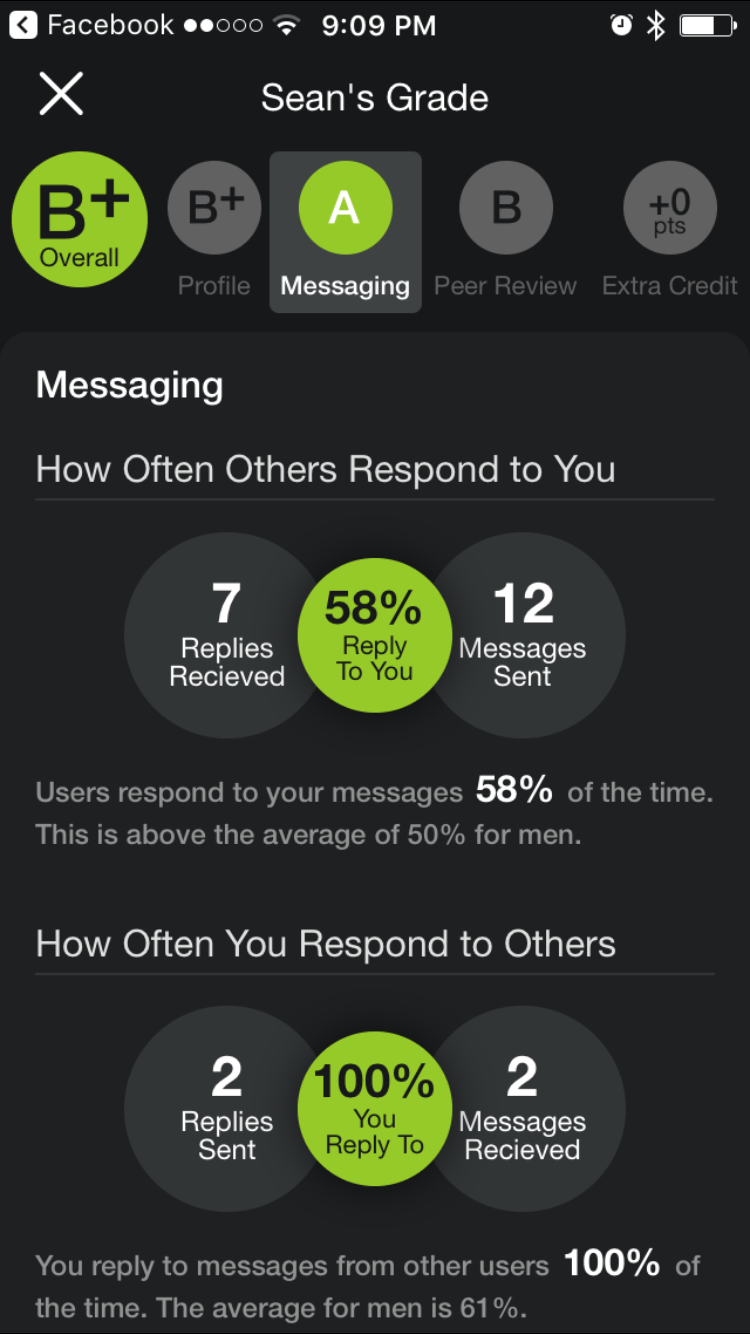 Facebook 9:09 PM
Sean's Grade
B+
Overall
B+
Profile
A
Messaging
B
Peer Review
+0
pts
Extra Credit
Messaging
How Often Others Respond to You
7
Replies
Recieved
58%
Reply
To You
12
Messages
Sent
Users respond to your messages 58% of the time.
This is above the average of 50% for men.
How Often You Respond to Others
2
Replies
Sent
100%
You
Reply To
2
Messages
Recieved
You reply to messages from other users 100% of
the time. The average for men is 61%.